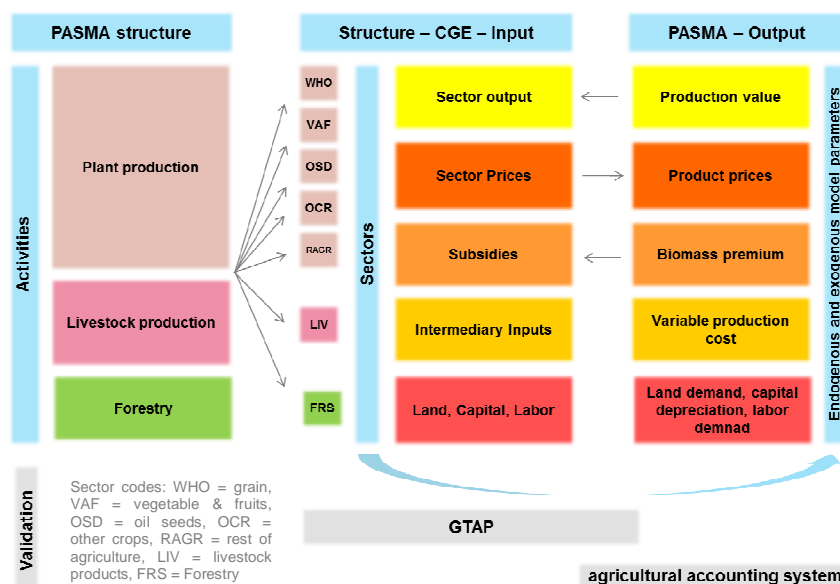 PASMA structure
Structure – CGE – Input
PASMA – Output
Activities
Plant production
Livestock production
Forestry
WHO
VAF
OSD
OCR
RAGR
LIV
FRS
Sectors
Sector output
Sector Prices
Subsidies
Intermediary Inputs
Land, Capital, Labor
Production value
Product prices
Biomass premium
Variable production
cost
Land demand, capital
depreciation, labor
demnad
Endogenous and exogenous model parameters
Validation
Sector codes: WHO = grain,
VAF = vegetable & fruits,
OSD = oil seeds, OCR =
other crops, RAGR = rest of
agriculture, LIV = livestock
products, FRS = Forestry
GTAP
agricultural accounting system